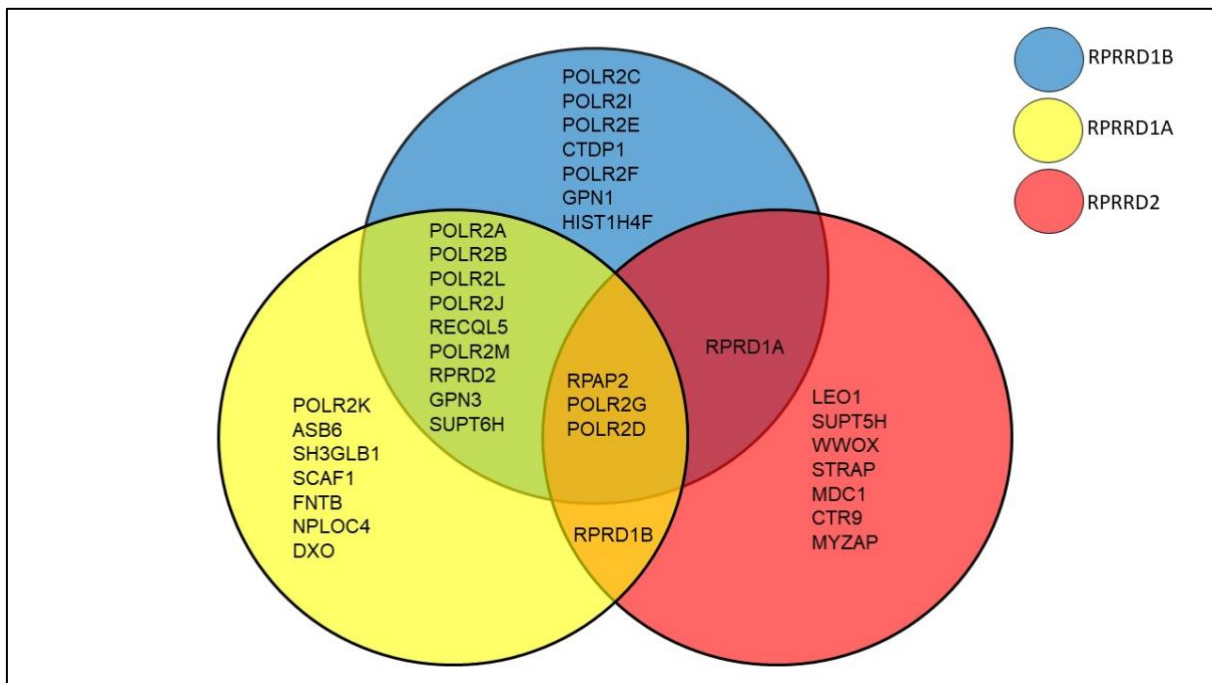 POLR2C
POLR2I
POLR2E
CTDP1
POLR2F
GPN1
HIST1H4F
POLR2A
POLR2B
POLR2L
POLR2J
RECQL5
POLR2M
RPRD2
GPN3
SUPT6H
RPRD1A
RPAP2
POLR2G
POLR2D
POLR2K
ASB6
SH3GLB1
SCAF1
FNTB
NPLOC4
DXO
RPRD1B
LEO1
SUPT5H
WWOX
STRAP
MDC1
CTR9
MYZAP
RPRRD1B
RPRRD1A
RPRRD2